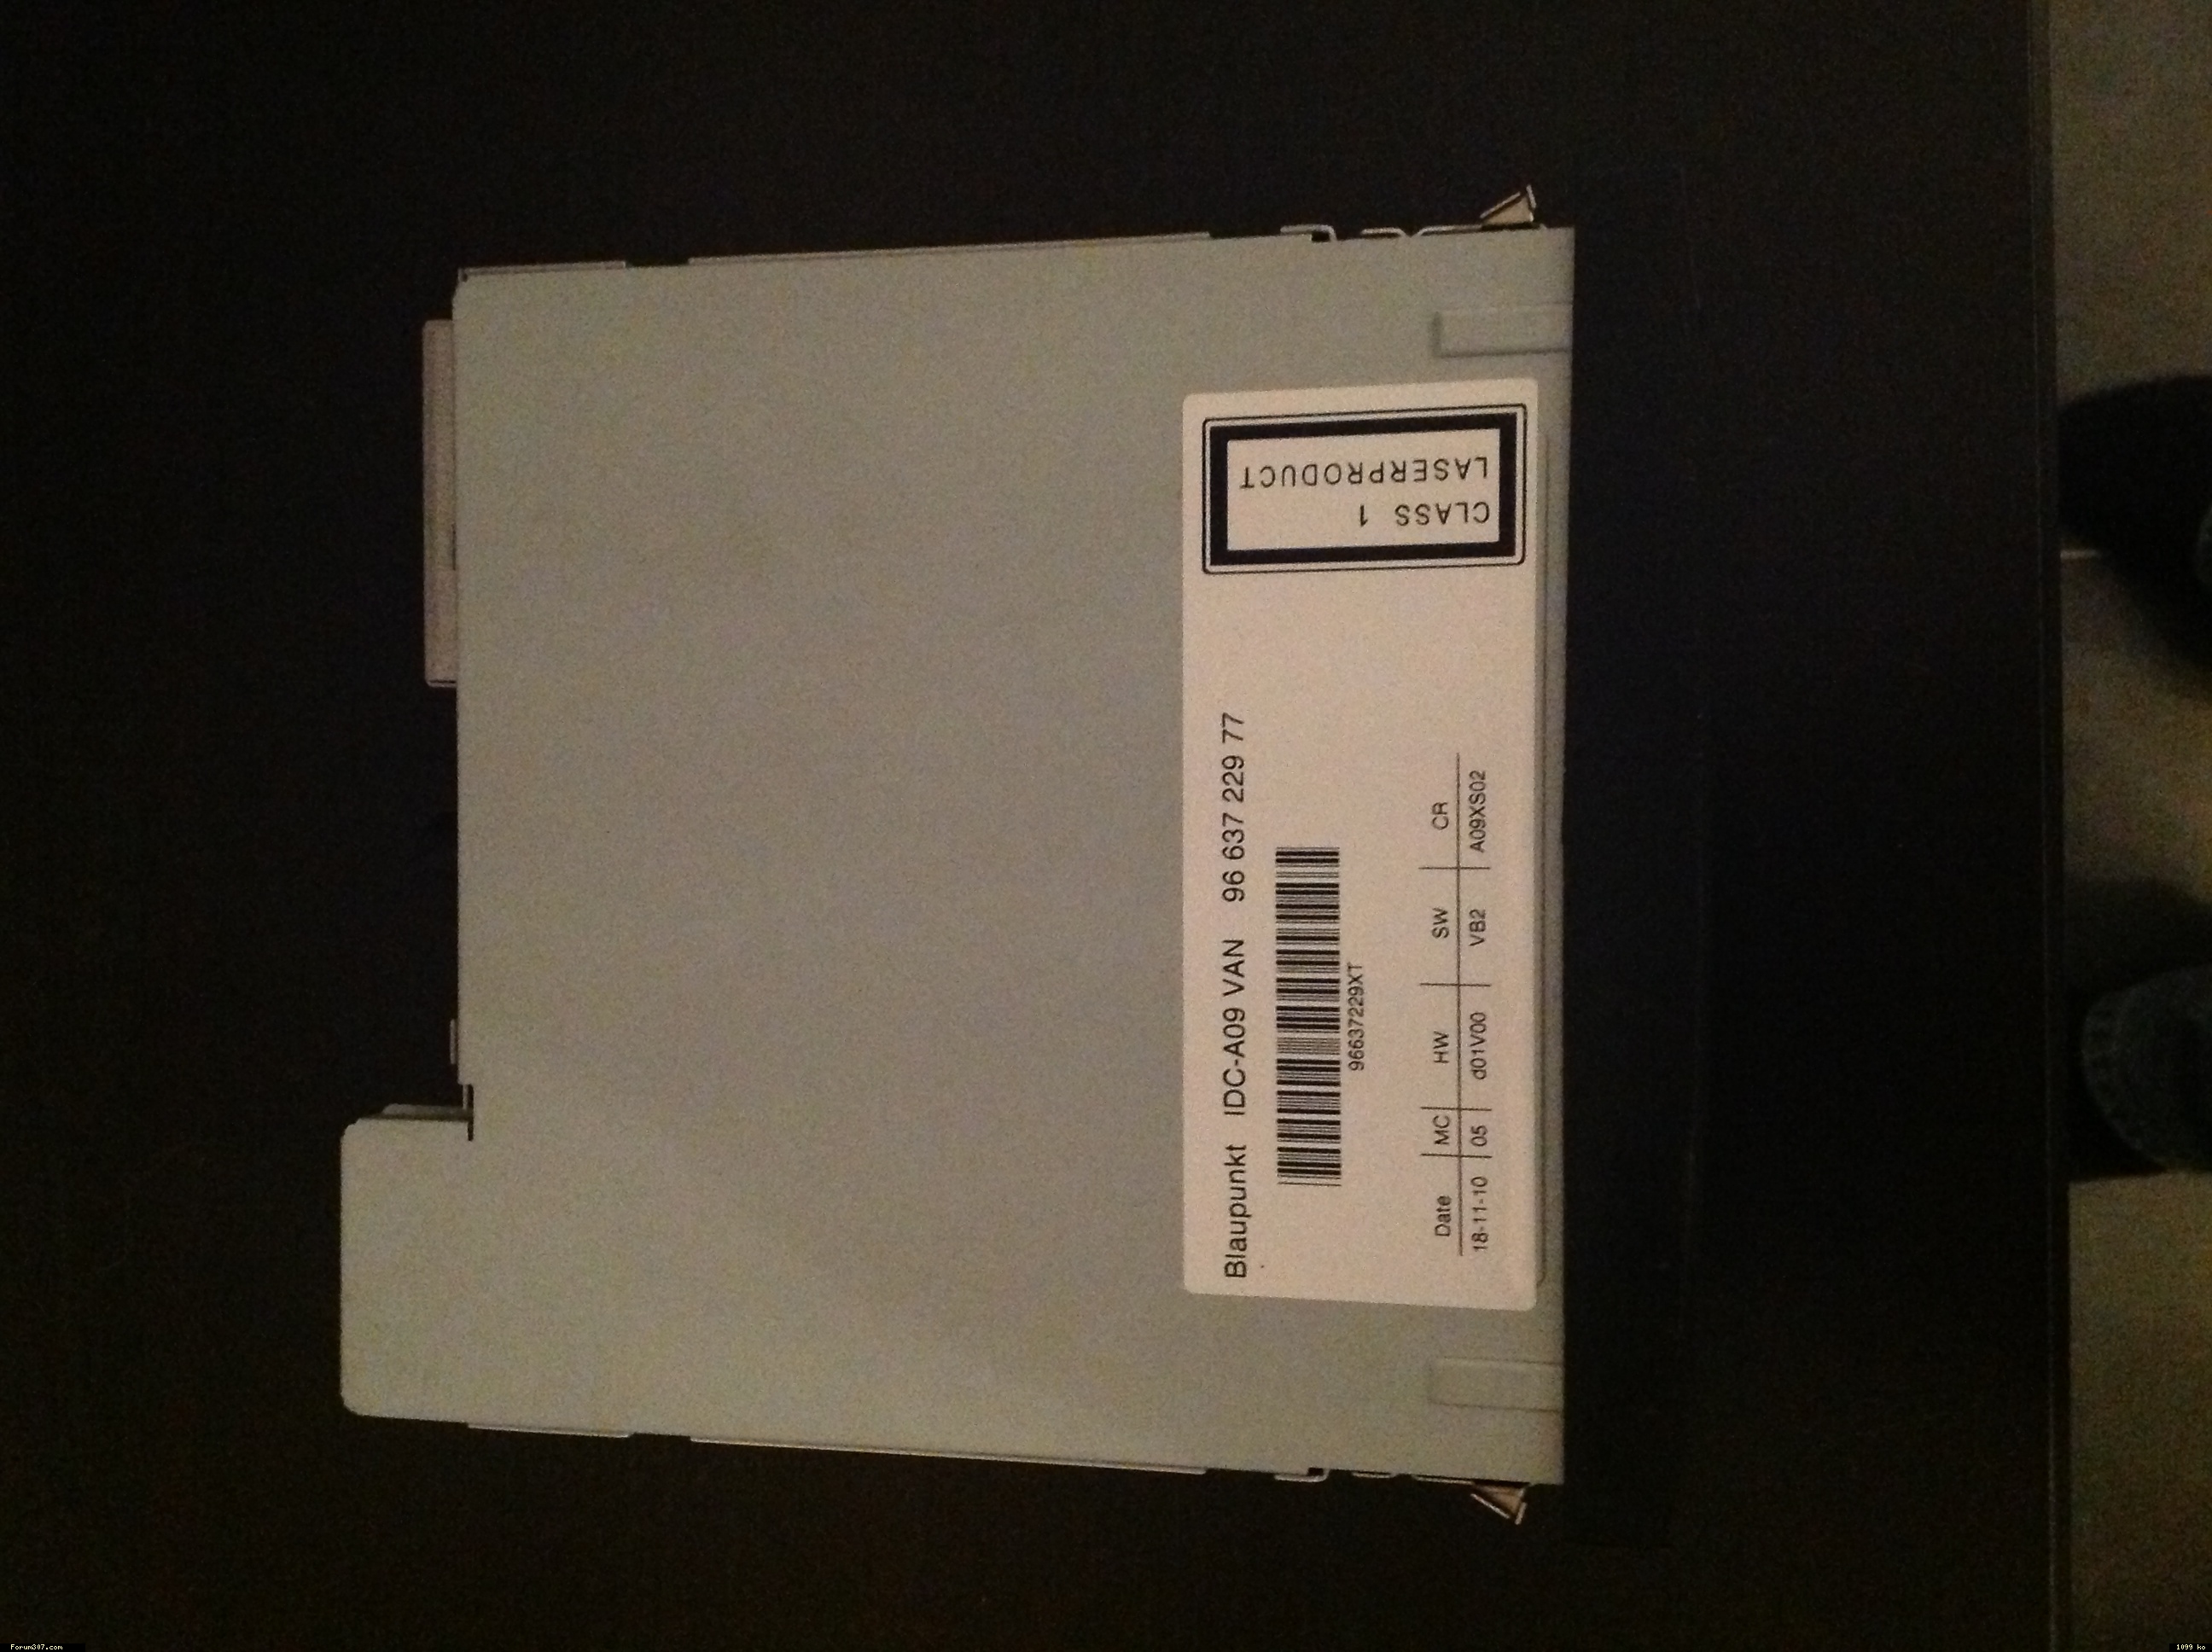 Blaupunkt IDC-A09 VAN 96 637 229 77
96637229XT
Date MC HW SW CR
18-11-10 05 d01V00 VB2 A09XS02
CLASS 1
LASERPRODUCT
Forum307.com
1099 ko